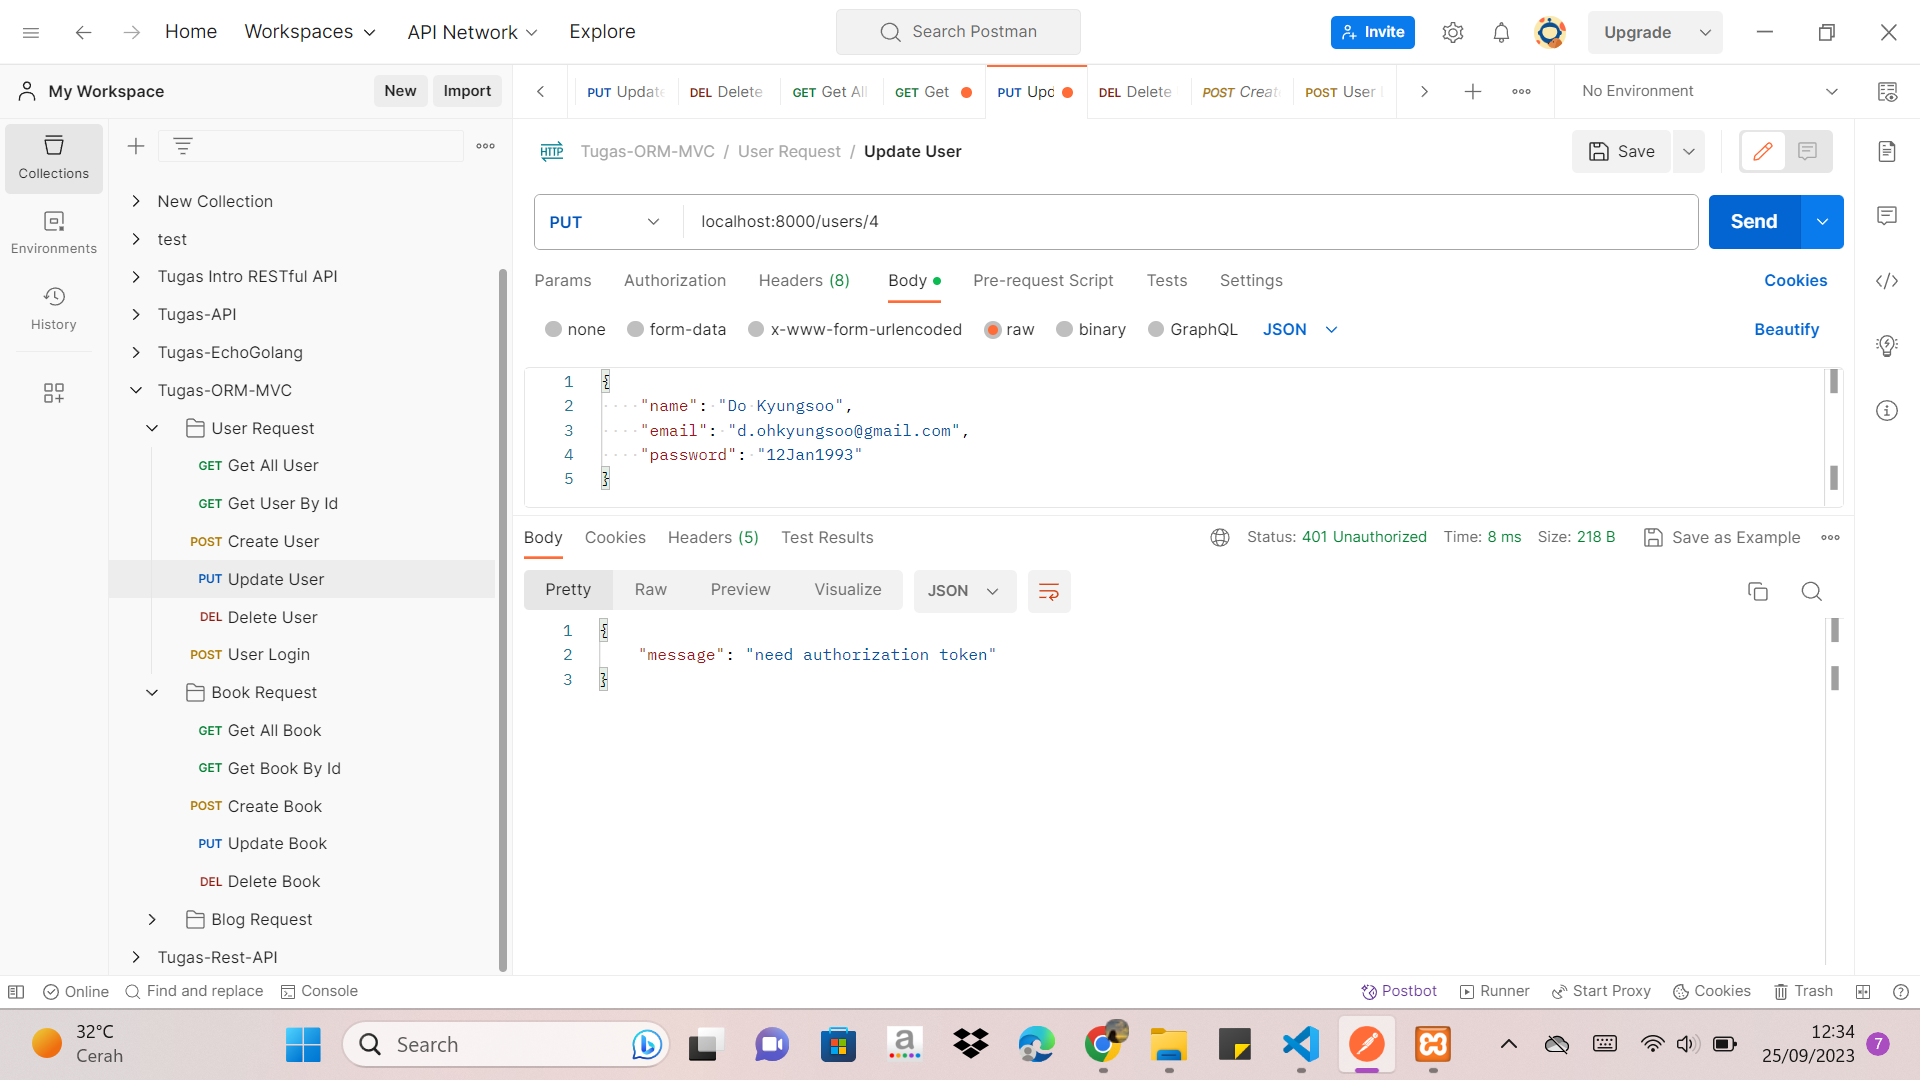 Home Workspaces API Network Explore Search Postman Invite Upgrade
My Workspace New Import
PUT Update DEL Delete GET Get All GET Get PUT Upd DEL Delete POST Creat POST User No Environment
Collections
Environments
History
New Collection
test
Tugas Intro RESTful API
Tugas-API
Tugas-EchoGolang
Tugas-ORM-MVC
User Request
GET Get All User
GET Get User By Id
POST Create User
PUT Update User
DEL Delete User
POST User Login
Book Request
GET Get All Book
GET Get Book By Id
POST Create Book
PUT Update Book
DEL Delete Book
Blog Request
Tugas-Rest-API
HTTP Tugas-ORM-MVC / User Request / Update User Save
PUT localhost:8000/users/4 Send
Params Authorization Headers (8) Body Pre-request Script Tests Settings Cookies
none form-data x-www-form-urlencoded raw binary GraphQL JSON Beautify
1 {
2 "name": "Do Kyungsoo",
3 "email": "d.ohkyungsoo@gmail.com",
4 "password": "12Jan1993"
5 }
Body Cookies Headers (5) Test Results Status: 401 Unauthorized Time: 8 ms Size: 218 B Save as Example
Pretty Raw Preview Visualize JSON
1 {
2 "message": "need authorization token"
3 }
Online Find and replace Console Postbot Runner Start Proxy Cookies Trash
32°C
Cerah
Search
a
12:34
25/09/2023
7